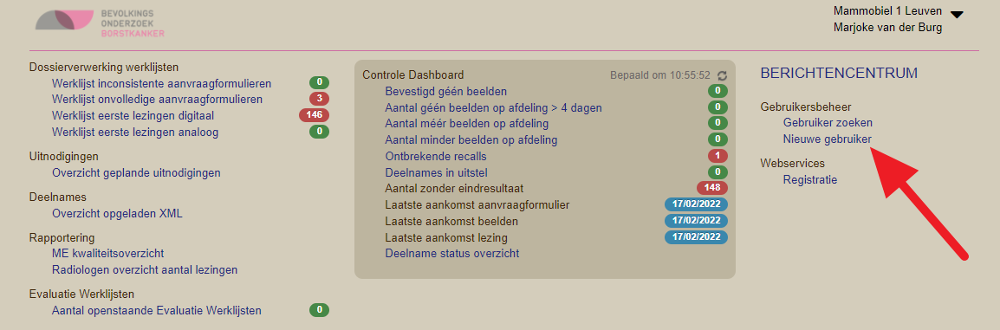 BEVOLKINGS
ONDERZOEK
BORSTKANKER
Mammobiel 1 Leuven
Marjoke van der Burg
Dossierverwerking werklijsten
Werklijst inconsistente aanvraagformulieren 0
Werklijst onvolledige aanvraagformulieren 3
Werklijst eerste lezingen digitaal 146
Werklijst eerste lezingen analoog 0
Uitnodigingen
Overzicht geplande uitnodigingen
Deelnames
Overzicht opgeladen XML
Rapportering
ME kwaliteitsoverzicht
Radiologen overzicht aantal lezingen
Evaluatie Werklijsten
Aantal openstaande Evaluatie Werklijsten 0
Controle Dashboard Bepaald om 10:55:52
Bevestigd géén beelden 0
Aantal géén beelden op afdeling > 4 dagen 0
Aantal méér beelden op afdeling 0
Aantal minder beelden op afdeling 0
Ontbrekende recalls 1
Deelnames in uitstel 0
Aantal zonder eindresultaat 148
Laatste aankomst aanvraagformulier 17/02/2022
Laatste aankomst beelden 17/02/2022
Laatste aankomst lezing 17/02/2022
Deelname status overzicht
BERICHTENCENTRUM
Gebruikersbeheer
Gebruiker zoeken
Nieuwe gebruiker
Webservices
Registratie